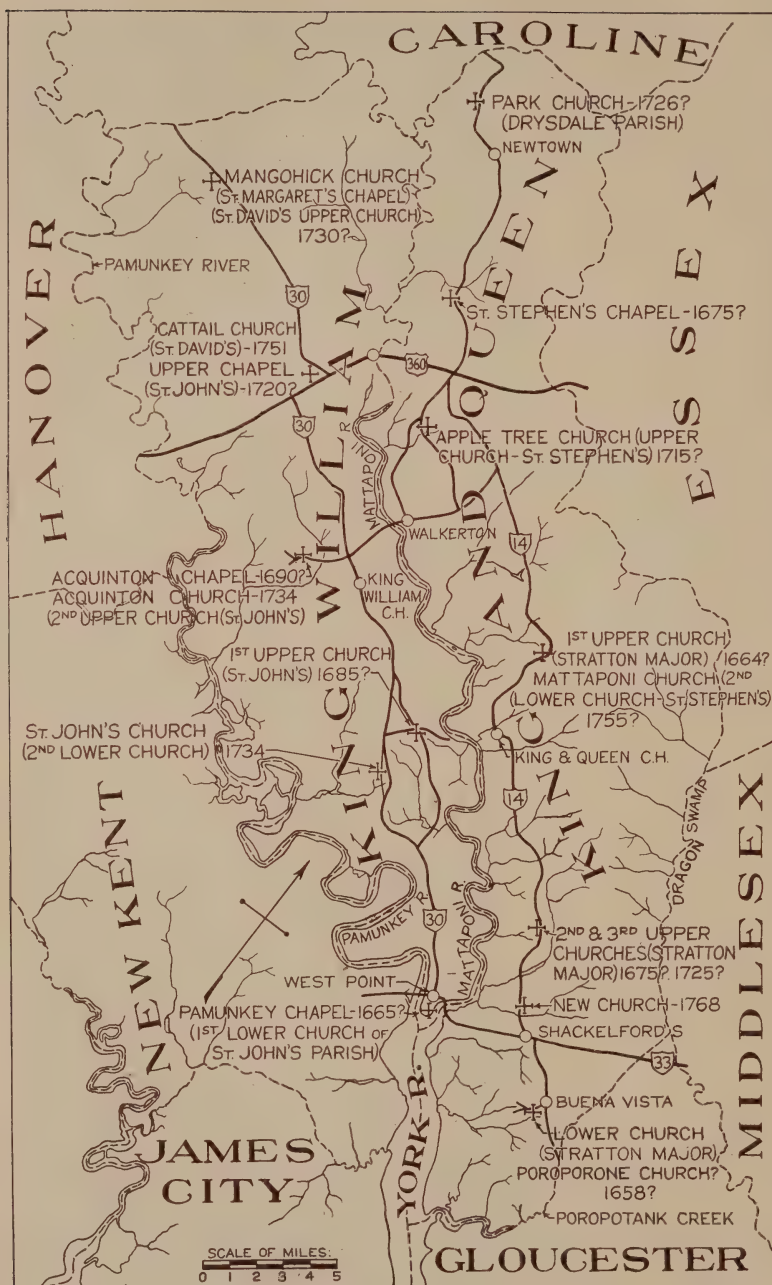 CAROLINE
PARK CHURCH-1726?
(DRYSDALE PARISH)
NEWTOWN
MANGOHICK CHURCH
(ST. MARGARET'S CHAPEL)
(ST. DAVID'S UPPER CHURCH)
1730?
HANOVER
PAMUNKEY RIVER
ESSEX
30
ST. STEPHEN'S CHAPEL-1675?
CATTAIL CHURCH
(ST. DAVID'S)-1751
UPPER CHAPEL
(ST. JOHN'S)-1720?
360
30
APPLE TREE CHURCH (UPPER
CHURCH-ST. STEPHEN'S) 1715?
MATTAPONI R.
KING WILLIAM
KING AND QUEEN
WALKERTON
14
ACQUINTON CHAPEL-1690?
ACQUINTON CHURCH-1734
(2ND UPPER CHURCH (ST. JOHN'S)
KING
WILLIAM
C.H.
1ST UPPER CHURCH
(ST. JOHN'S) 1685?
1ST UPPER CHURCH
(STRATTON MAJOR) 1664?
MATTAPONI CHURCH (2ND
(LOWER CHURCH-ST. STEPHEN'S)
1755?
ST. JOHN'S CHURCH
(2ND LOWER CHURCH) 1734
KING & QUEEN C.H.
14
DRAGON SWAMP
MIDDLESEX
NEW KENT
PAMUNKEY R.
30
MATTAPONI R.
2ND & 3RD UPPER
CHURCHES (STRATTON
MAJOR) 1675?. 1725?
WEST POINT
PAMUNKEY CHAPEL-1665?
(1ST LOWER CHURCH OF
ST. JOHN'S PARISH)
NEW CHURCH-1768
SHACKELFORD'S
33
BUENA VISTA
LOWER CHURCH
(STRATTON MAJOR)
POROPORONE CHURCH?
1658?
JAMES
CITY
YORK R.
POROPOTANK CREEK
SCALE OF MILES:
0 1 2 3 4 5
GLOUCESTER